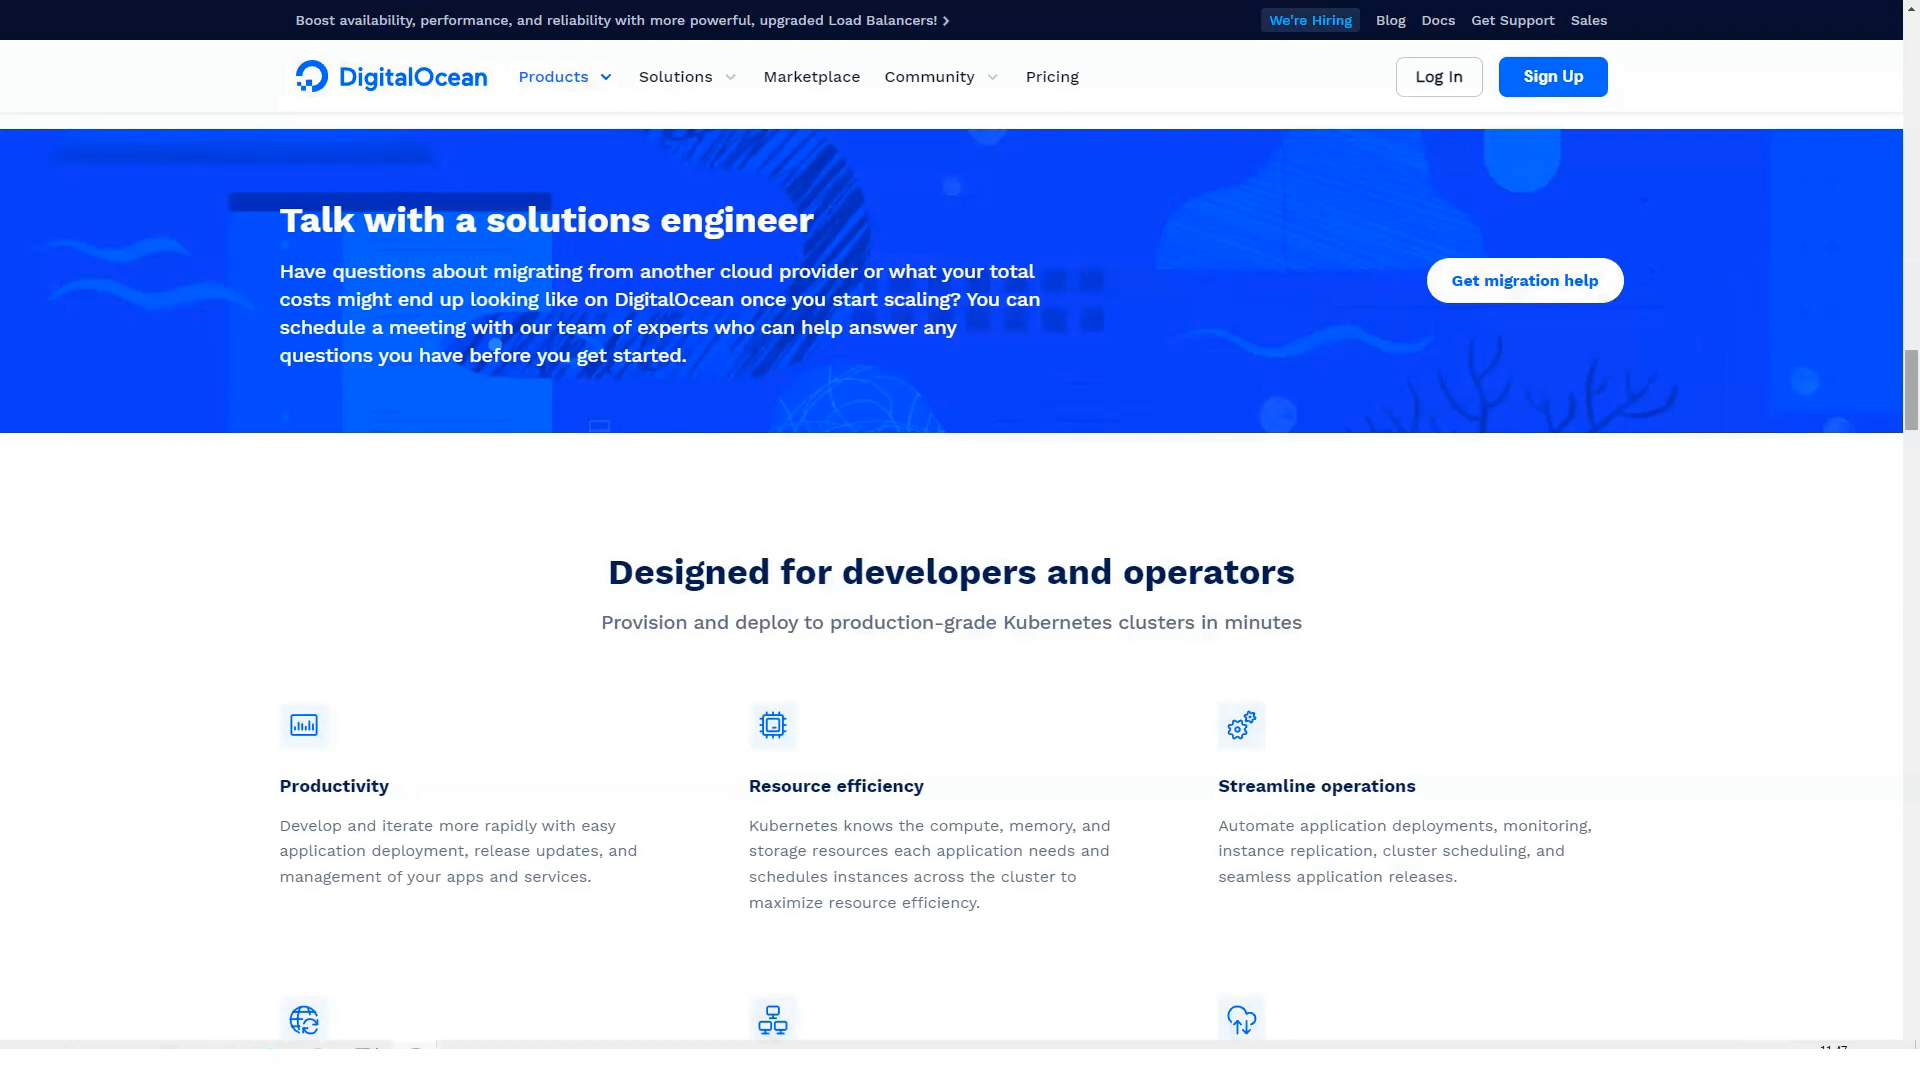 Boost availability, performance, and reliability with more powerful, upgraded Load Balancers!
We're Hiring Blog Docs Get Support Sales
DigitalOcean Products Solutions Marketplace Community Pricing Log In Sign Up
Talk with a solutions engineer
Have questions about migrating from another cloud provider or what your total
costs might end up looking like on DigitalOcean once you start scaling? You can
schedule a meeting with our team of experts who can help answer any
questions you have before you get started.
Get migration help
Designed for developers and operators
Provision and deploy to production-grade Kubernetes clusters in minutes
Productivity
Develop and iterate more rapidly with easy
application deployment, release updates, and
management of your apps and services.
Resource efficiency
Kubernetes knows the compute, memory, and
storage resources each application needs and
schedules instances across the cluster to
maximize resource efficiency.
Streamline operations
Automate application deployments, monitoring,
instance replication, cluster scheduling, and
seamless application releases.